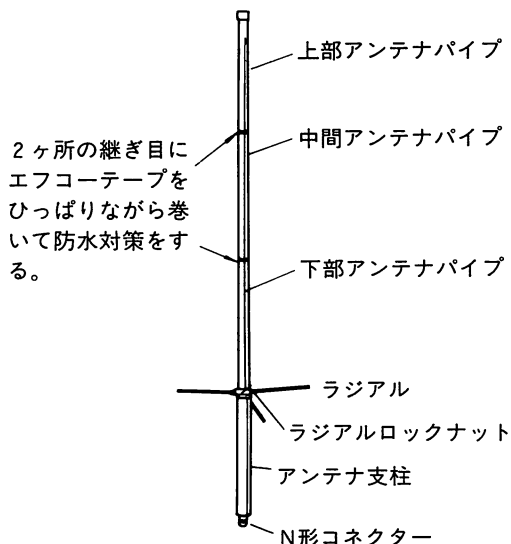 上部アンテナパイプ
中間アンテナパイプ
2ヶ所の継ぎ目に
エフコーテープを
ひっぱりながら巻
いて防水対策をす
る。
下部アンテナパイプ
ラジアル
ラジアルロックナット
アンテナ支柱
N形コネクター